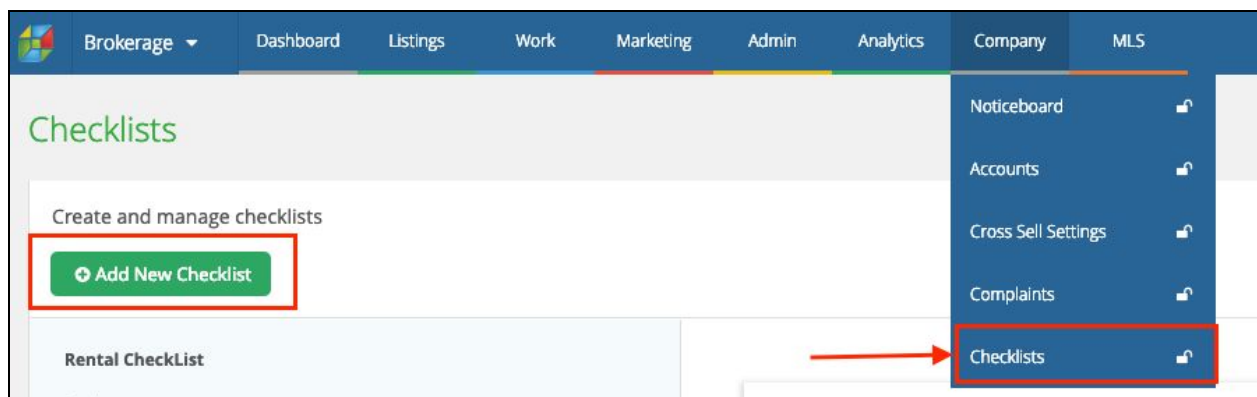 Brokerage
Dashboard
Listings
Work
Marketing
Admin
Analytics
Company
MLS
Noticeboard
Accounts
Cross Sell Settings
Complaints
Checklists
Checklists
Create and manage checklists
Add New Checklist
Rental CheckList